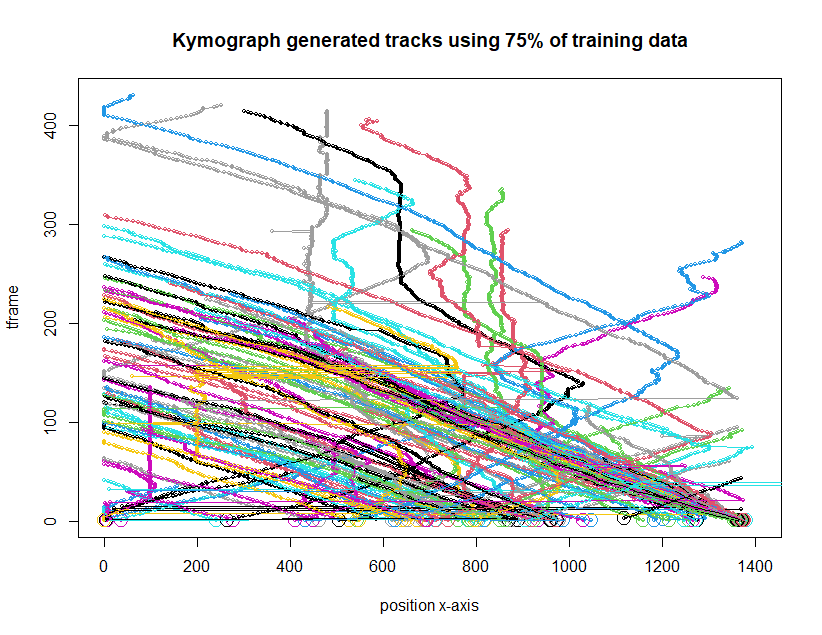 Kymograph generated tracks using 75% of training data
tframe
400
300
200
100
0
0 200 400 600 800 1000 1200 1400
position x-axis